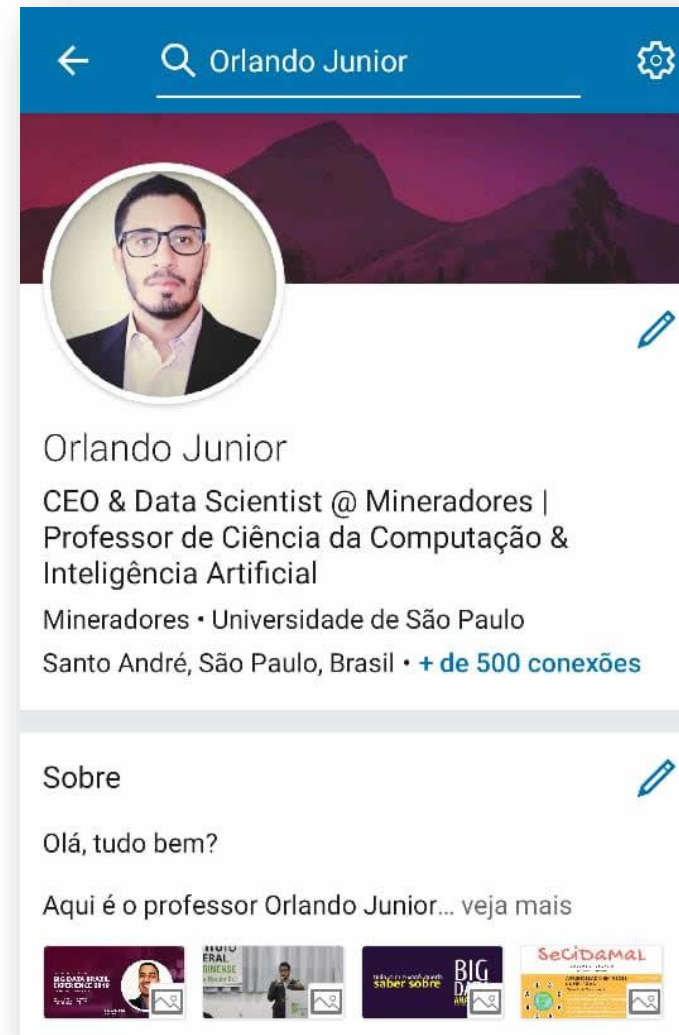 Orlando Junior
Orlando Junior
CEO & Data Scientist @ Mineradores |
Professor de Ciência da Computação &
Inteligência Artificial
Mineradores • Universidade de São Paulo
Santo André, São Paulo, Brasil • + de 500 conexões
Sobre
Olá, tudo bem?
Aqui é o professor Orlando Junior... veja mais
BIG DATA BRAZIL
EXPERIENCE 2018
saber sobre
BIG
SeCiDaMaL